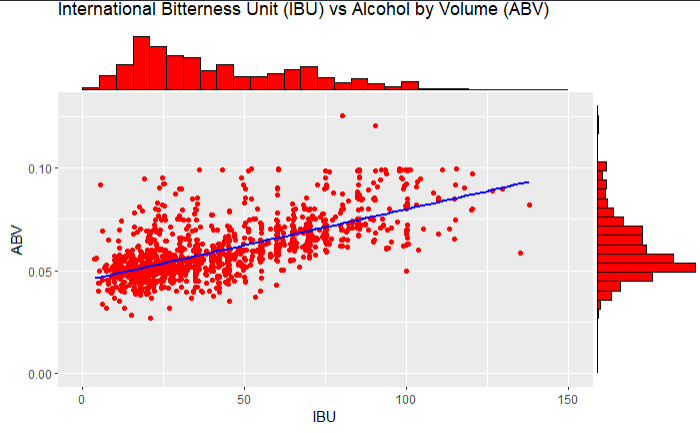 International Bitterness Unit (IBU) vs Alcohol by Volume (ABV)
ABV
0.10
0.05
0.00
0
50
100
150
IBU